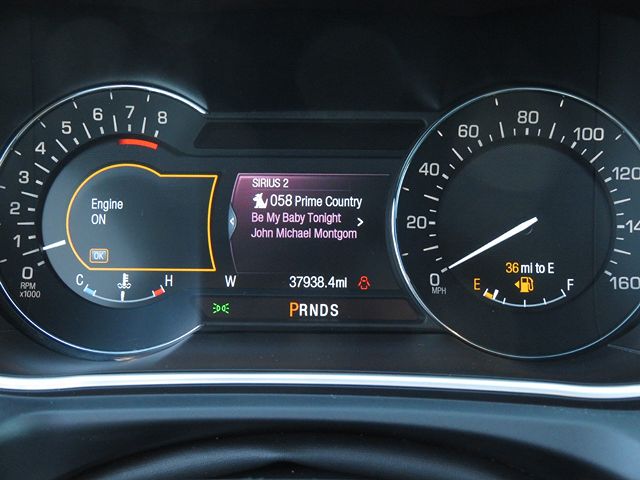 0
1
2
3
4
5
6
7
8
RPM
x1000
Engine
ON
OK
C
H
SIRIUS 2
058 Prime Country
Be My Baby Tonight
John Michael Montgom
W
37938.4mi
PRNDS
0
20
40
60
80
100
120
14
160
MPH
36 mi to E
E
F